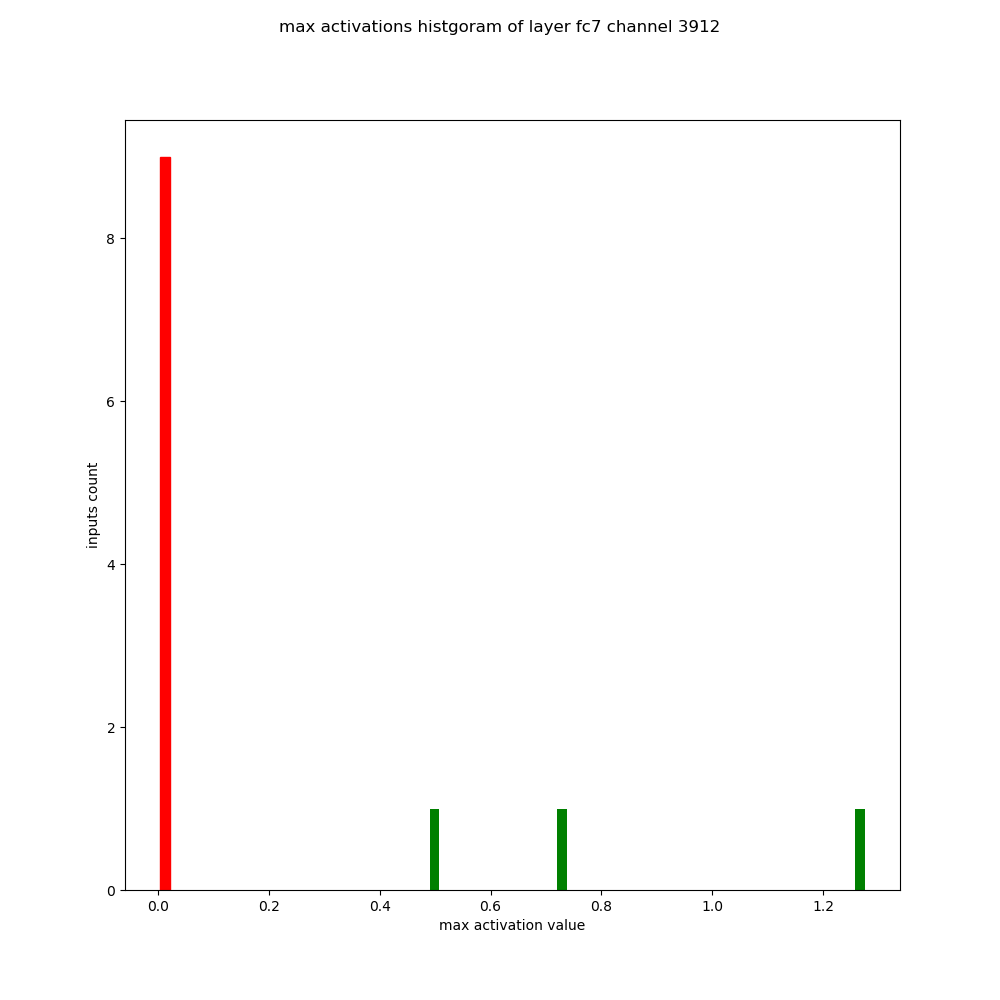 max activations histgoram of layer fc7 channel 3912
inputs count
8
6
4
2
0
0.0 0.2 0.4 0.6 0.8 1.0 1.2
max activation value